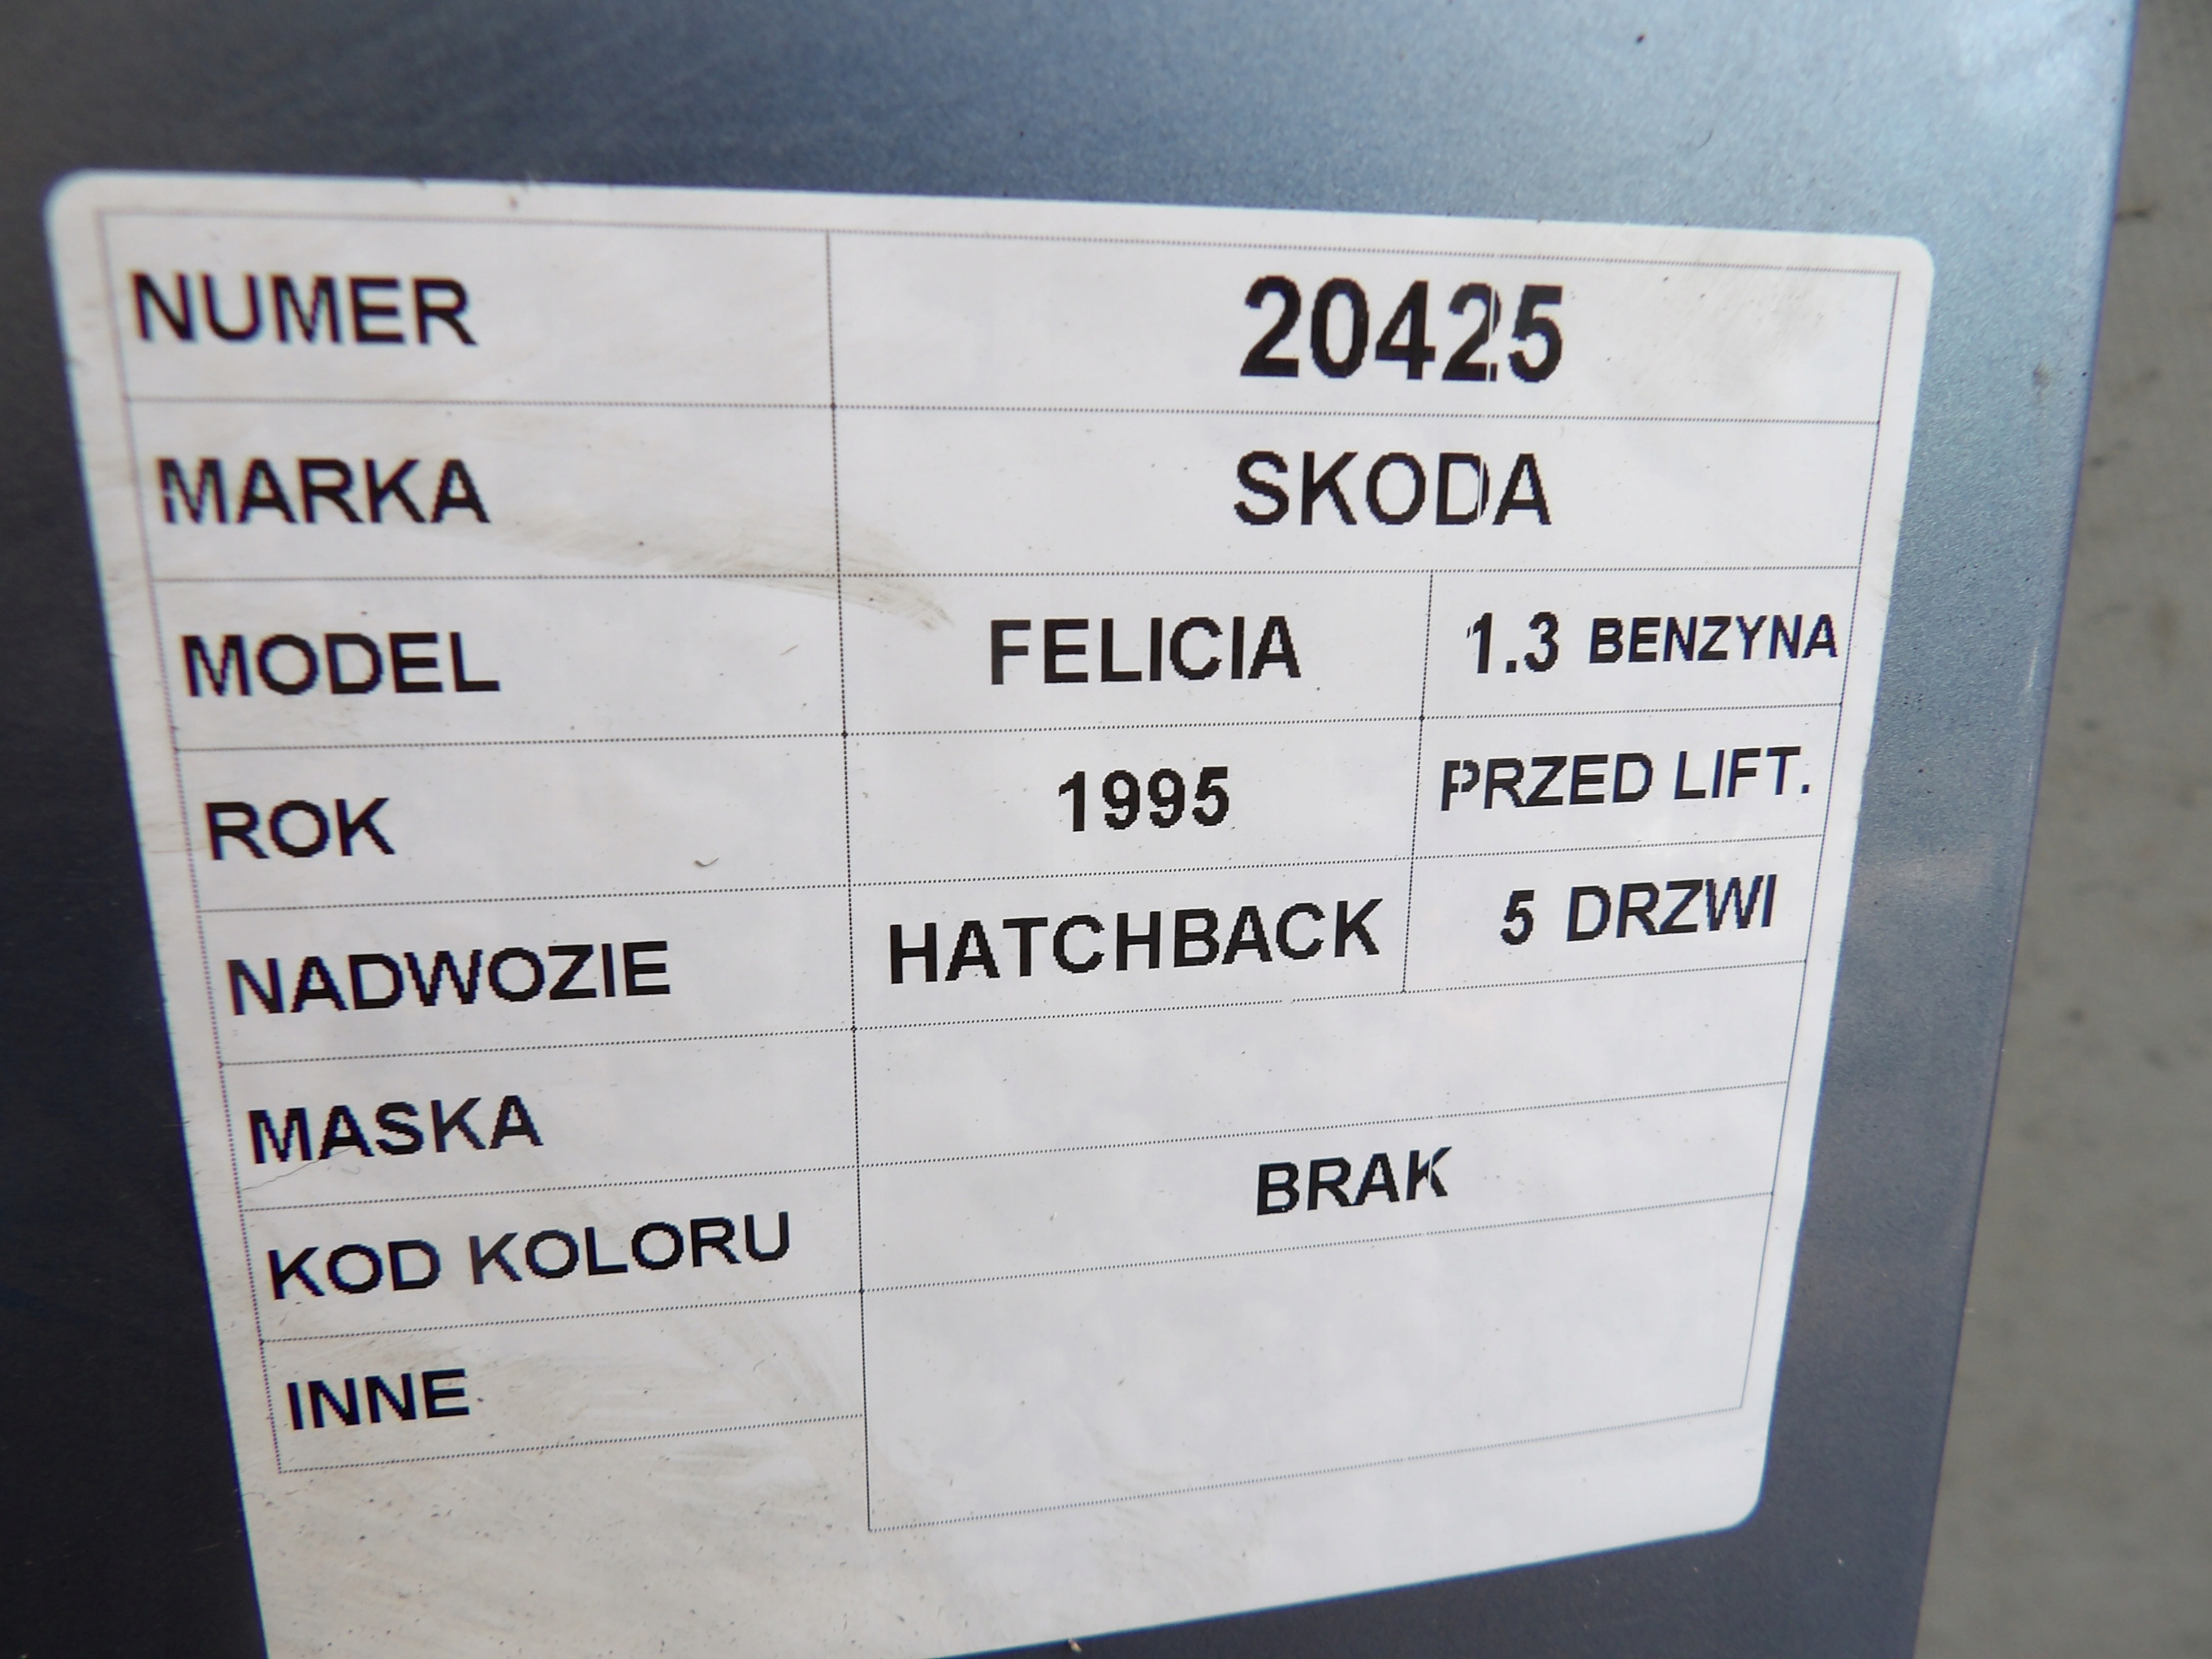 NUMER 20425
MARKA SKODA
MODEL FELICIA 1.3 BENZYNA
ROK 1995 PRZED LIFT.
NADWOZIE HATCHBACK 5 DRZWI
MASKA
KOD KOLORU BRAK
INNE